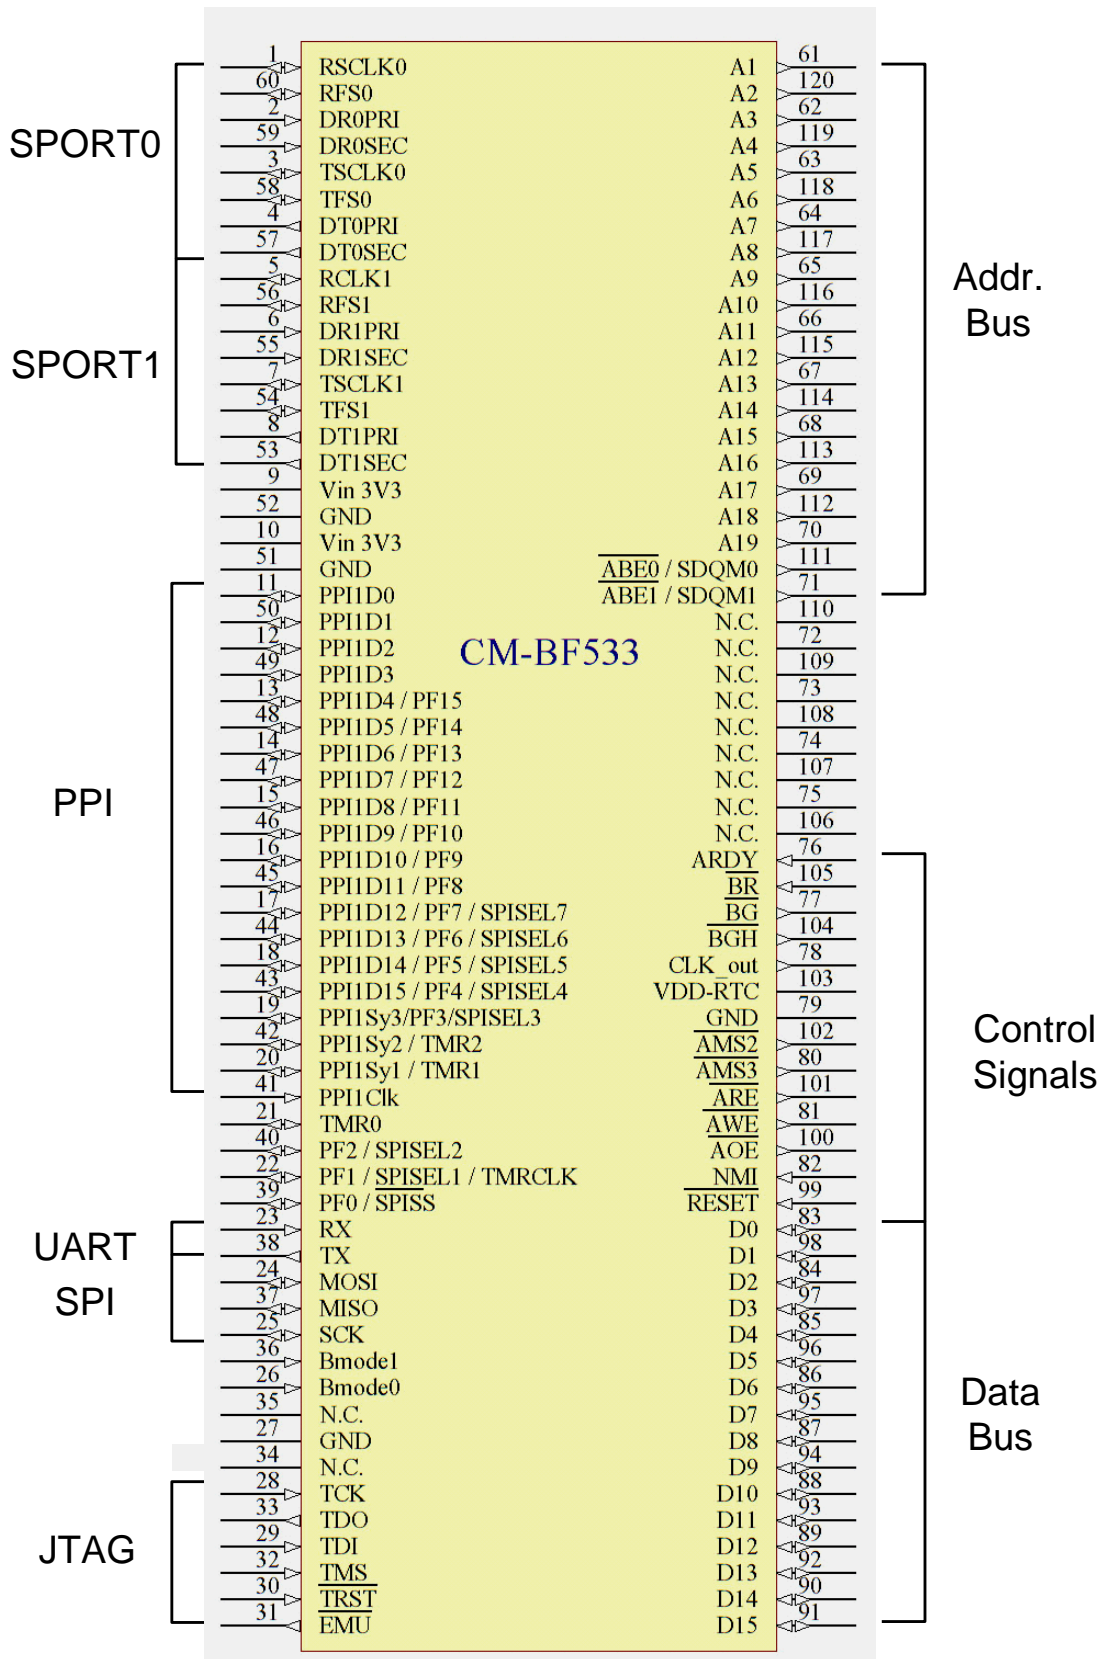 SPORT0
SPORT1
PPI
UART
SPI
JTAG
1 RSCLK0
60 RFS0
2 DR0PRI
59 DR0SEC
3 TSCLK0
58 TFS0
4 DT0PRI
57 DT0SEC
5 RCLK1
56 RFS1
6 DR1PRI
55 DR1SEC
7 TSCLK1
54 TFS1
8 DT1PRI
53 DT1SEC
9 Vin 3V3
52 GND
10 Vin 3V3
51 GND
11 PPI1D0
50 PPI1D1
12 PPI1D2
49 PPI1D3
13 PPI1D4 / PF15
48 PPI1D5 / PF14
14 PPI1D6 / PF13
47 PPI1D7 / PF12
15 PPI1D8 / PF11
46 PPI1D9 / PF10
16 PPI1D10 / PF9
45 PPI1D11 / PF8
17 PPI1D12 / PF7 / SPISEL7
44 PPI1D13 / PF6 / SPISEL6
18 PPI1D14 / PF5 / SPISEL5
43 PPI1D15 / PF4 / SPISEL4
19 PPI1Sy3/PF3/SPISEL3
42 PPI1Sy2 / TMR2
20 PPI1Sy1 / TMR1
41 PPI1Clk
21 TMR0
40 PF2 / SPISEL2
22 PF1 / SPISEL1 / TMRCLK
39 PF0 / SPISS
23 RX
38 TX
24 MOSI
37 MISO
25 SCK
36 Bmode1
26 Bmode0
35 N.C.
27 GND
34 N.C.
28 TCK
33 TDO
29 TDI
32 TMS
30 TRST
31 EMU
CM-BF533
A1 61
A2 120
A3 62
A4 119
A5 63
A6 118
A7 64
A8 117
A9 65
A10 116
A11 66
A12 115
A13 67
A14 114
A15 68
A16 113
A17 69
A18 112
A19 70
ABE0 / SDQM0 111
ABE1 / SDQM1 71
N.C. 110
N.C. 72
N.C. 109
N.C. 73
N.C. 108
N.C. 74
N.C. 107
N.C. 75
N.C. 106
ARDY 76
BR 105
BG 77
BGH 104
CLK_out 78
VDD-RTC 103
GND 79
AMS2 102
AMS3 80
ARE 101
AWE 81
AOE 100
NMI 82
RESET 99
D0 83
D1 98
D2 84
D3 97
D4 85
D5 96
D6 86
D7 95
D8 87
D9 94
D10 88
D11 93
D12 89
D13 92
D14 90
D15 91
Addr.
Bus
Control
Signals
Data
Bus